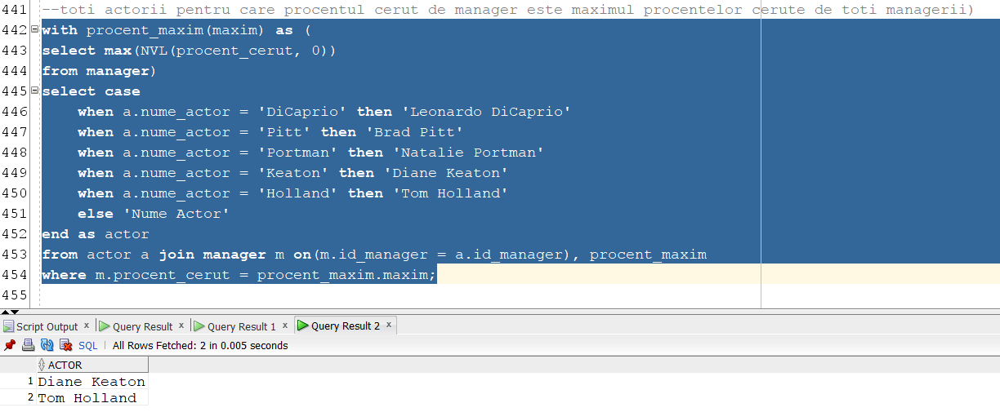 441 --toti actorii pentru care procentul cerut de manager este maximul procentelor cerute de toti managerii)
442 with procent_maxim(maxim) as (
443 select max(NVL(procent_cerut, 0))
444 from manager)
445 select case
446     when a.nume_actor = 'DiCaprio' then 'Leonardo DiCaprio'
447     when a.nume_actor = 'Pitt' then 'Brad Pitt'
448     when a.nume_actor = 'Portman' then 'Natalie Portman'
449     when a.nume_actor = 'Keaton' then 'Diane Keaton'
450     when a.nume_actor = 'Holland' then 'Tom Holland'
451     else 'Nume Actor'
452 end as actor
453 from actor a join manager m on(m.id_manager = a.id_manager), procent_maxim
454 where m.procent_cerut = procent_maxim.maxim;
455
Script Output x Query Result x Query Result 1 x Query Result 2 x
SQL | All Rows Fetched: 2 in 0.005 seconds
ACTOR
1 Diane Keaton
2 Tom Holland